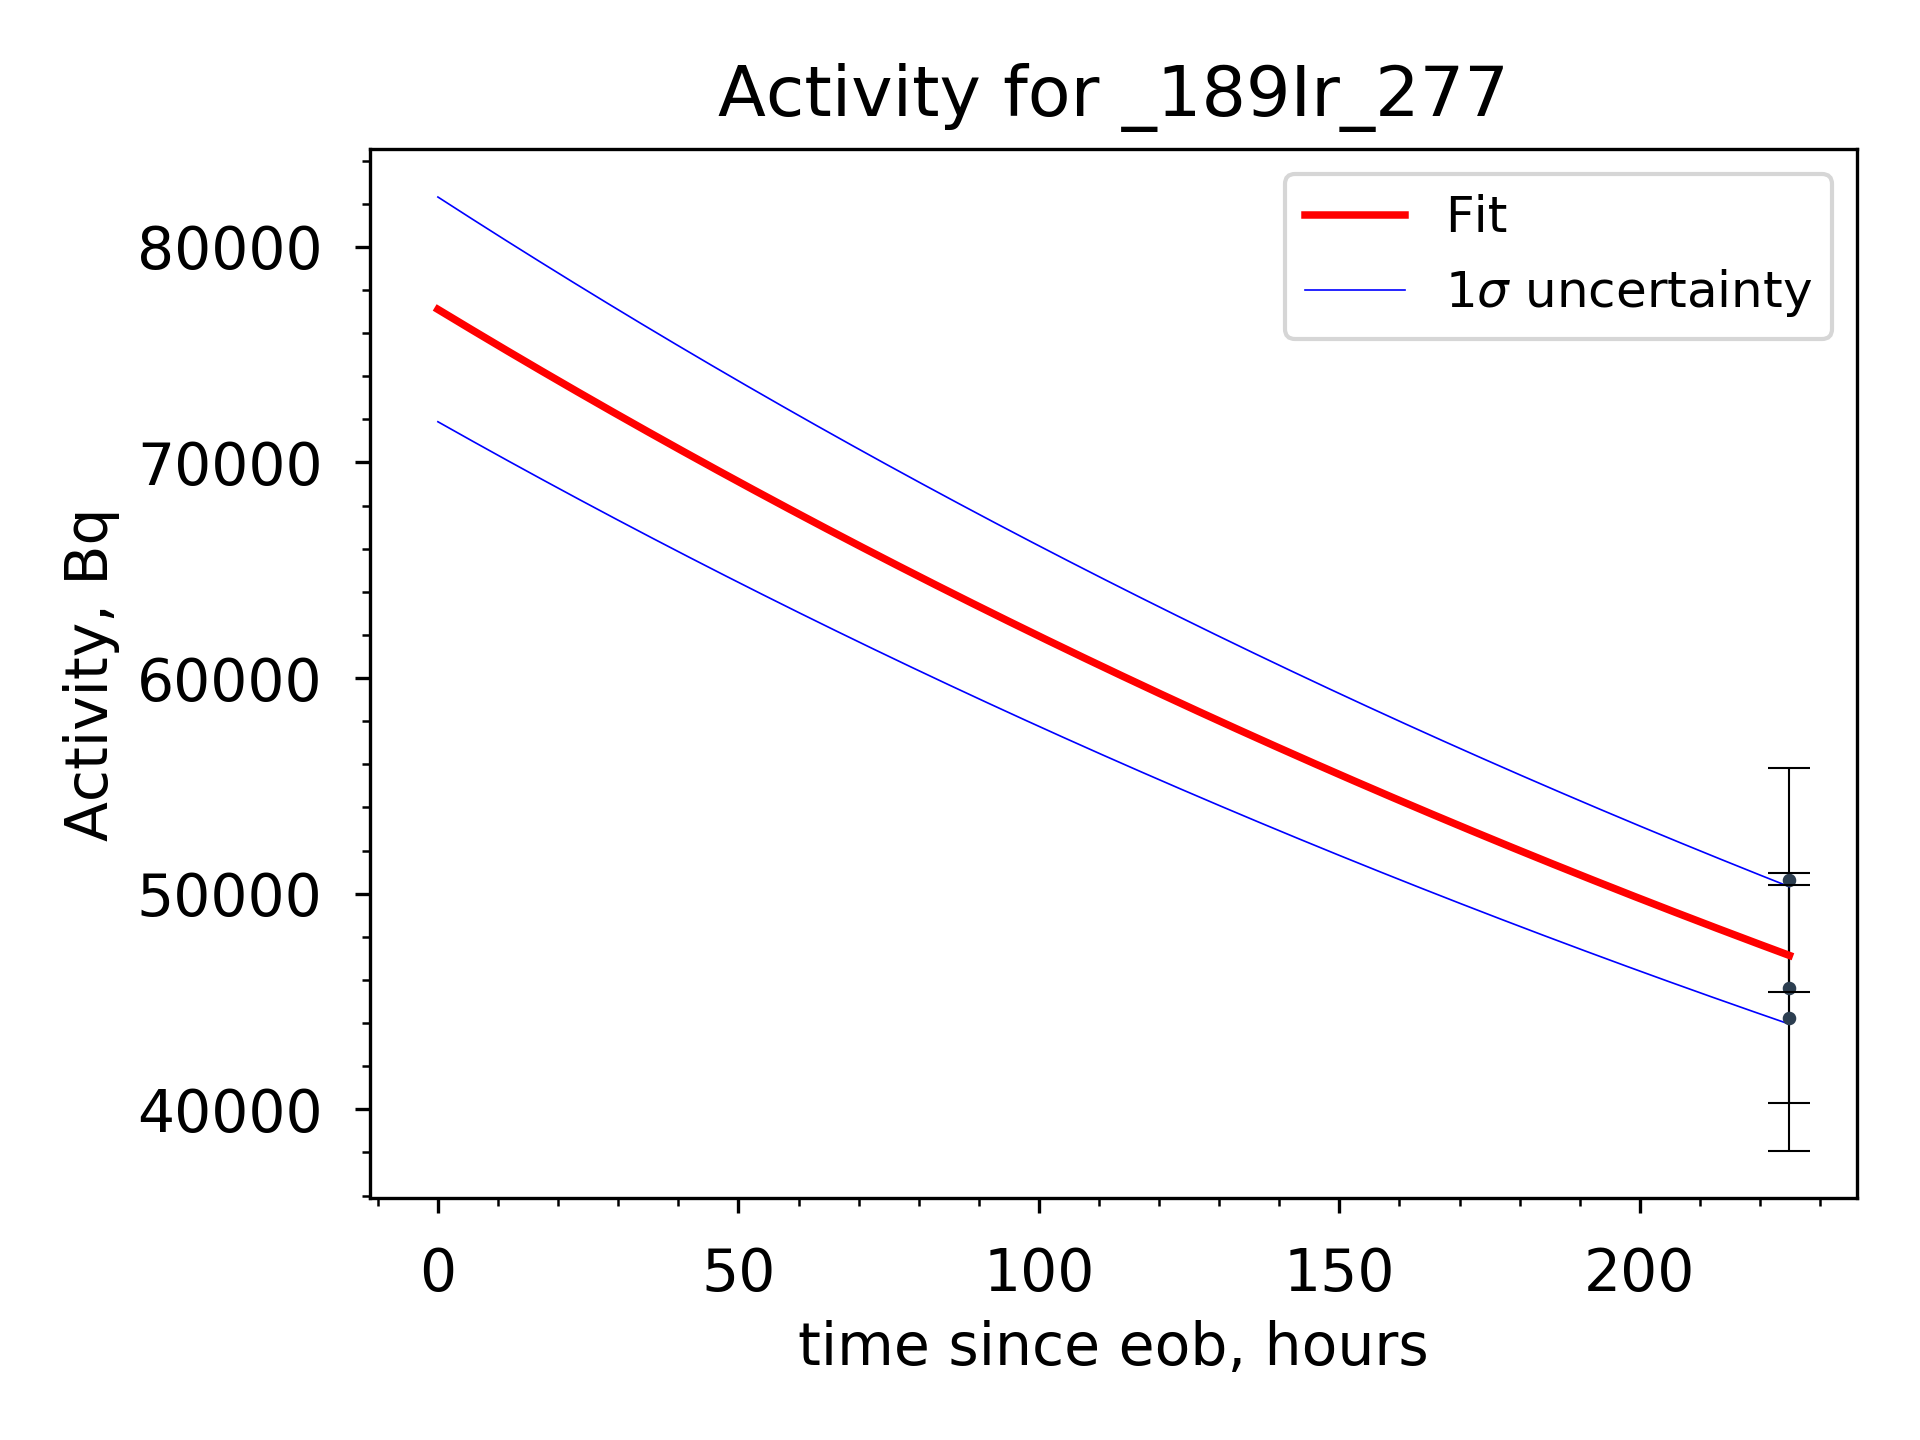 Activity for _189Ir_277
Fit
1σ uncertainty
Activity, Bq
80000
70000
60000
50000
40000
0 50 100 150 200
time since eob, hours